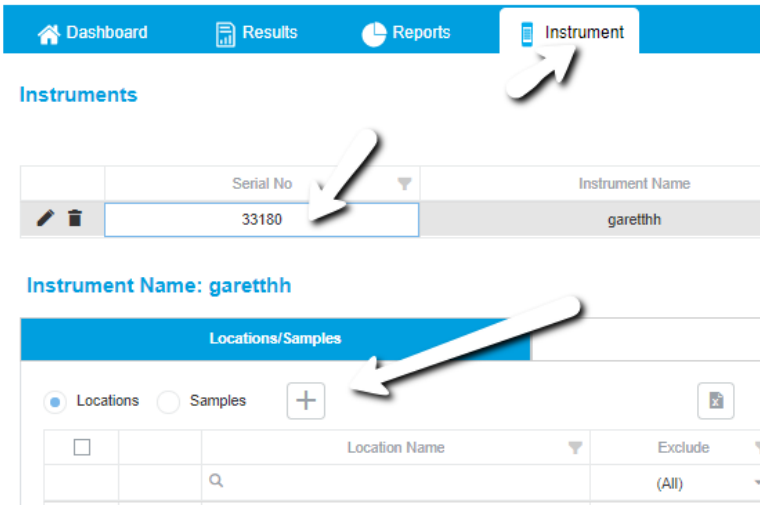 Dashboard Results Reports Instrument
Instruments
Serial No Instrument Name
33180 garetthh
Instrument Name: garetthh
Locations/Samples
Locations Samples
Location Name Exclude
(All)